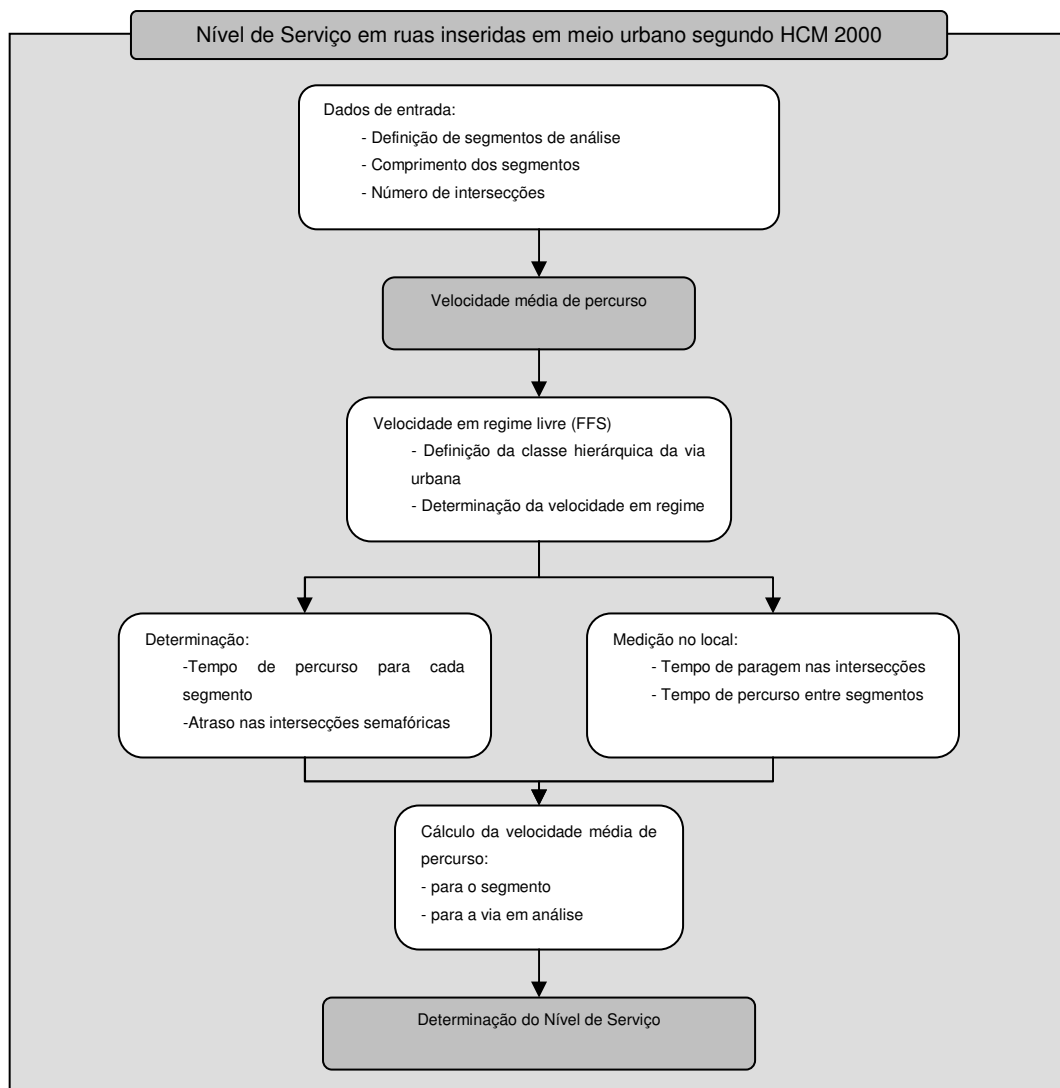 Nível de Serviço em ruas inseridas em meio urbano segundo HCM 2000
Dados de entrada:
- Definição de segmentos de análise
- Comprimento dos segmentos
- Número de intersecções
Velocidade média de percurso
Velocidade em regime livre (FFS)
- Definição da classe hierárquica da via
urbana
- Determinação da velocidade em regime
Determinação:
-Tempo de percurso para cada
segmento
-Atraso nas intersecções semafóricas
Medição no local:
- Tempo de paragem nas intersecções
- Tempo de percurso entre segmentos
Cálculo da velocidade média de
percurso:
- para o segmento
- para a via em análise
Determinação do Nível de Serviço